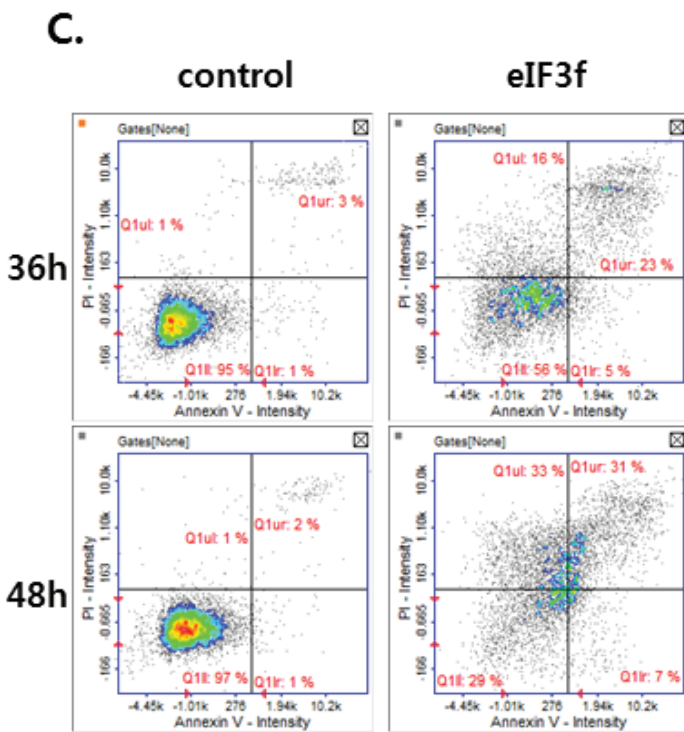 C.
control eIF3f
36h
Gates[None]
Q1ul: 1 %
Q1ur: 3 %
Q1ll: 95 %
Q1lr: 1 %
PI - Intensity
10.0k
1.10k
163
-0.665
-166
-4.45k -1.01k 276 1.94k 10.2k
Annexin V - Intensity
Gates[None]
Q1ul: 16 %
Q1ur: 23 %
Q1ll: 56 %
Q1lr: 5 %
PI - Intensity
10.0k
1.10k
163
-0.665
-166
-4.45k -1.01k 276 1.94k 10.2k
Annexin V - Intensity
48h
Gates[None]
Q1ul: 1 %
Q1ur: 2 %
Q1ll: 97 %
Q1lr: 1 %
PI - Intensity
10.0k
1.10k
163
-0.665
-166
-4.45k -1.01k 276 1.94k 10.2k
Annexin V - Intensity
Gates[None]
Q1ul: 33 %
Q1ur: 31 %
Q1ll: 29 %
Q1lr: 7 %
PI - Intensity
10.0k
1.10k
163
-0.665
-166
-4.45k -1.01k 276 1.94k 10.2k
Annexin V - Intensity